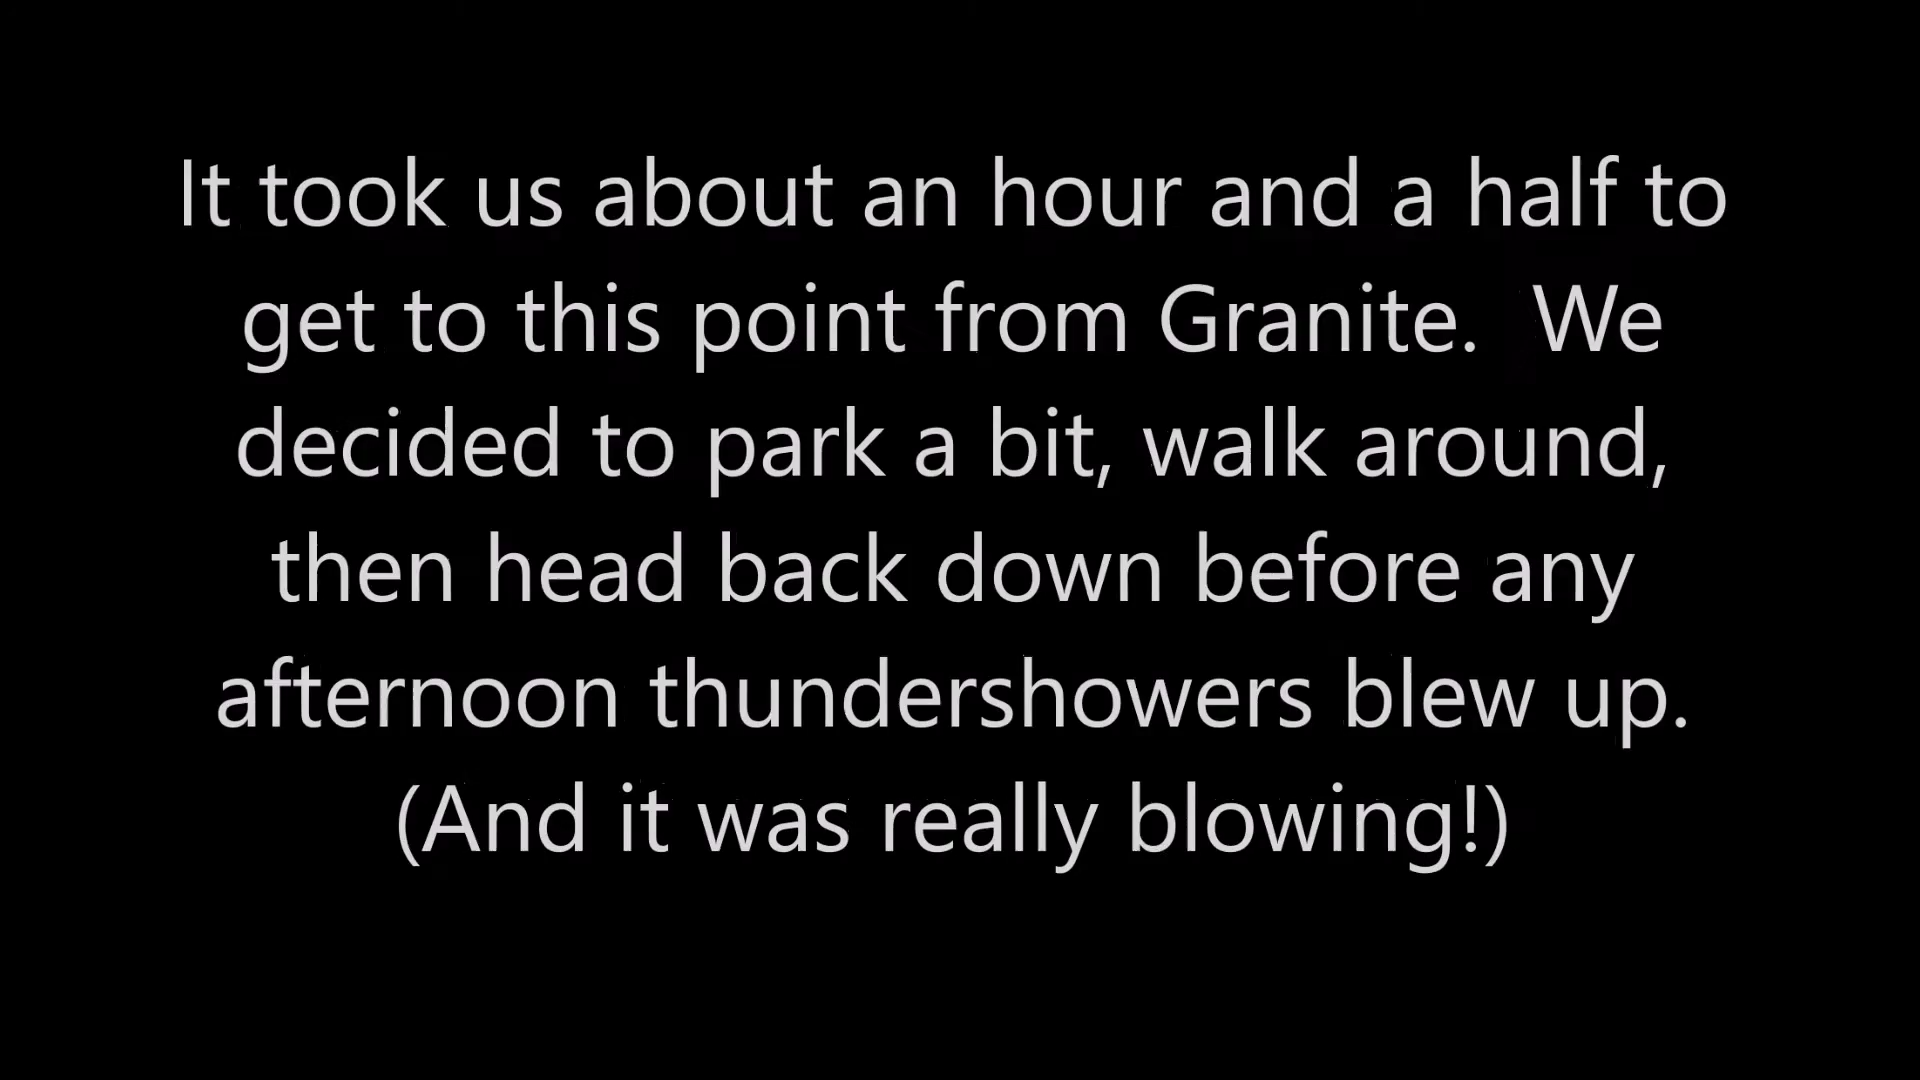 It took us about an hour and a half to
get to this point from Granite.  We
decided to park a bit, walk around,
then head back down before any
afternoon thundershowers blew up.
(And it was really blowing!)